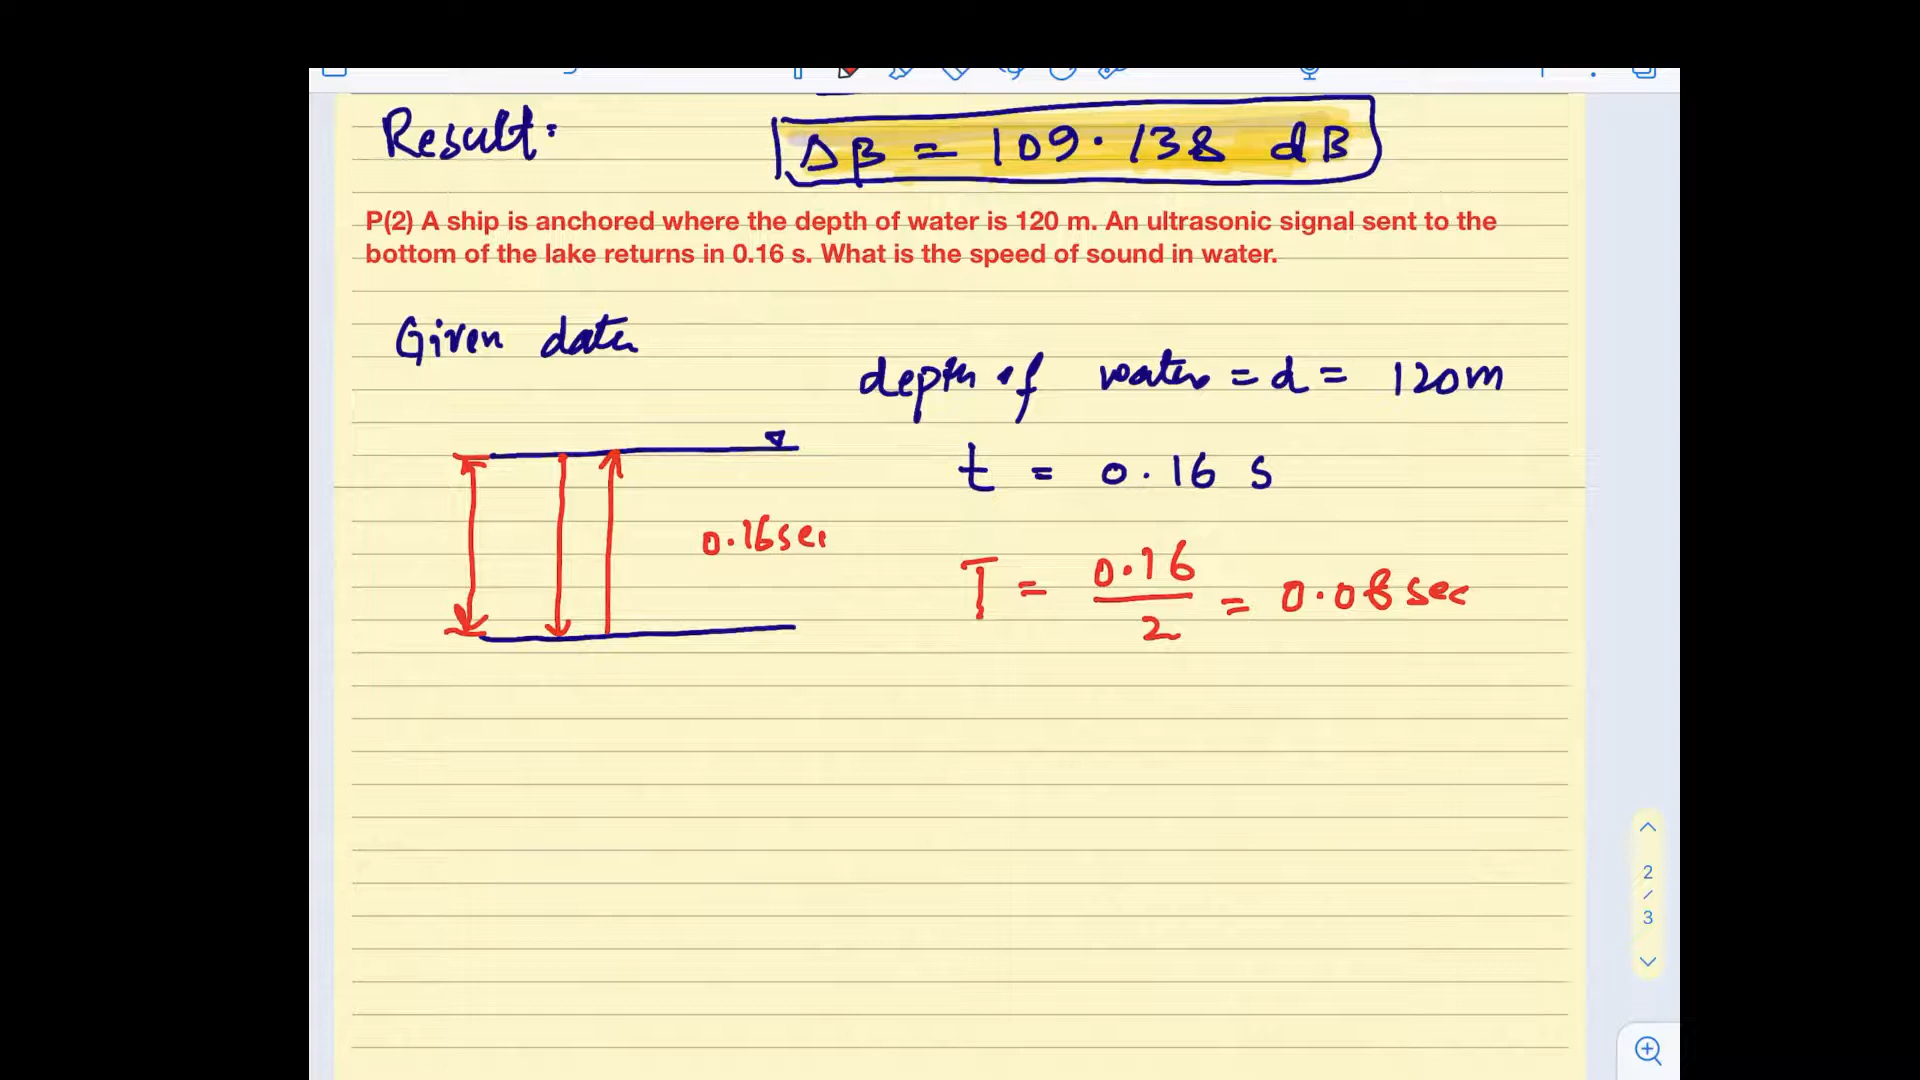 Result:
Δβ = 109.138 dB
P(2) A ship is anchored where the depth of water is 120 m. An ultrasonic signal sent to the
bottom of the lake returns in 0.16 s. What is the speed of sound in water.
Given data
depth of water = d = 120m
t = 0.16 s
0.16sec
T = 0.16/2 = 0.08 sec
2
/
3